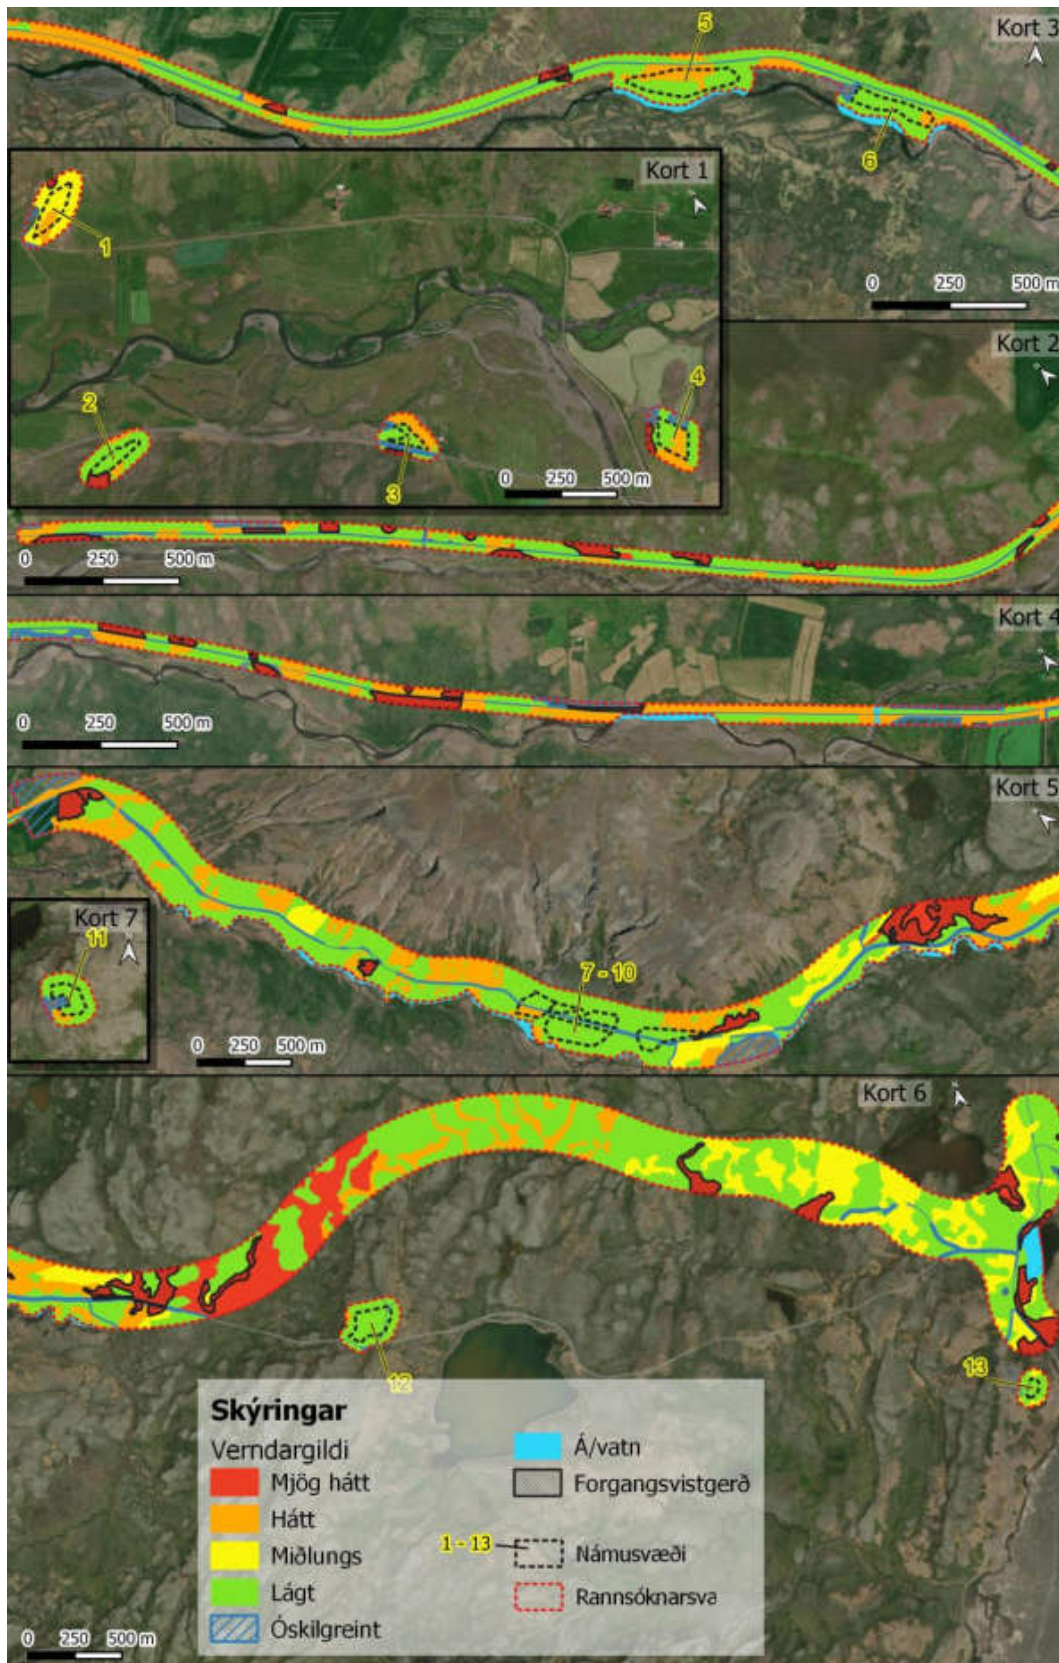 5
Kort 3
6
0 250 500 m
Kort 1
1
2
3
4
0 250 500 m
Kort 2
0 250 500 m
Kort 4
0 250 500 m
Kort 5
Kort 7
11
7 - 10
0 250 500 m
Kort 6
12
13
Skýringar
Verndargildi
Mjög hátt
Hátt
Miðlungs
Lágt
Óskilgreint
Á/vatn
Forgangsvistgerð
1 - 13 Námusvæði
Rannsóknarsva
0 250 500 m